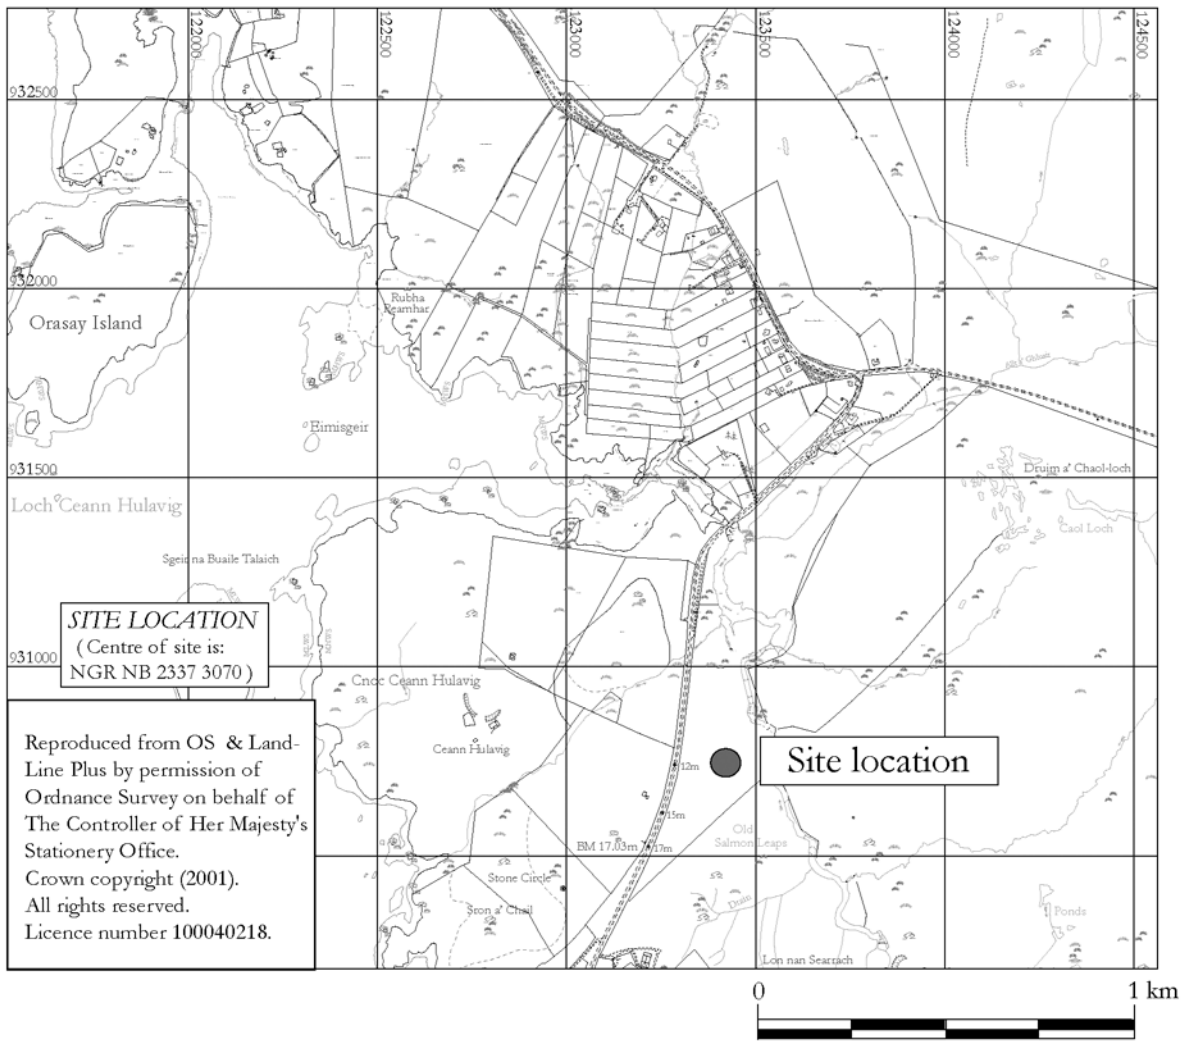 122000
122500
123000
123500
124000
124500
932500
932000
Rubha
Reamhar
Orasay Island
Eimisgeir
931500
Druim a' Chaol-loch
Loch Ceann Hulavig
Caol Loch
Sgeir na Buaile Talaich
SITE LOCATION
( Centre of site is:
NGR NB 2337 3070 )
931000
Cnoc Ceann Hulavig
Ceann Hulavig
Reproduced from OS & Land-
Line Plus by permission of
Ordnance Survey on behalf of
The Controller of Her Majesty's
Stationery Office.
Crown copyright (2001).
All rights reserved.
Licence number 100040218.
Site location
12m
15m
BM 17.03m
17m
Old
Salmon Leaps
Stone Circle
Sron a' Chail
Druim
Ponds
Lon nan Searrach
0
1 km